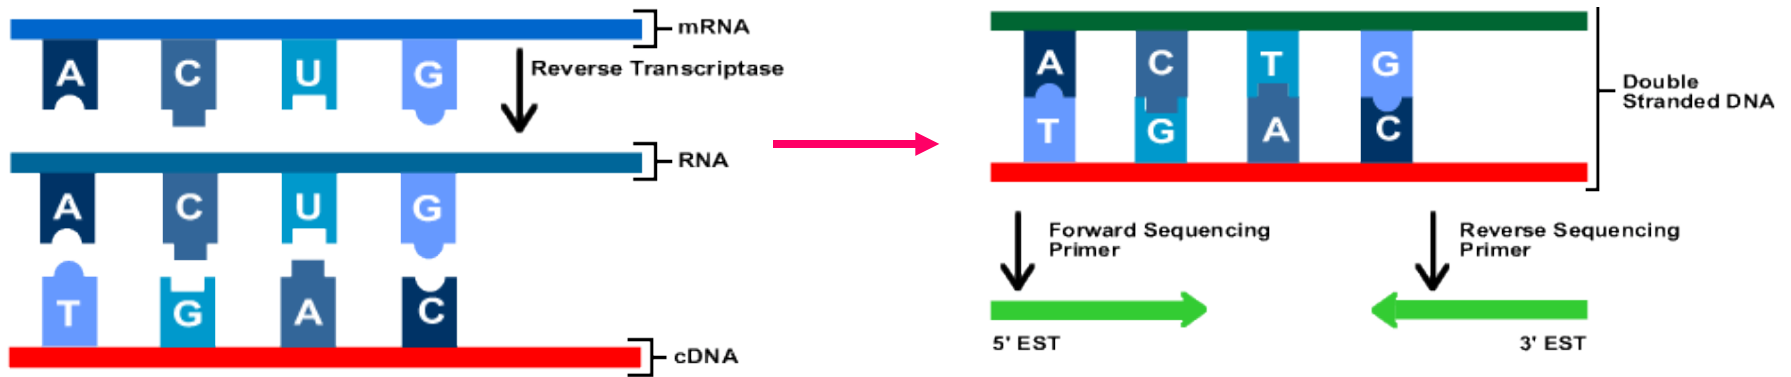 mRNA
A C U G
Reverse Transcriptase
RNA
A C U G
T G A C
cDNA
A C T G
T G A C
Double
Stranded DNA
Forward Sequencing
Primer
Reverse Sequencing
Primer
5' EST
3' EST